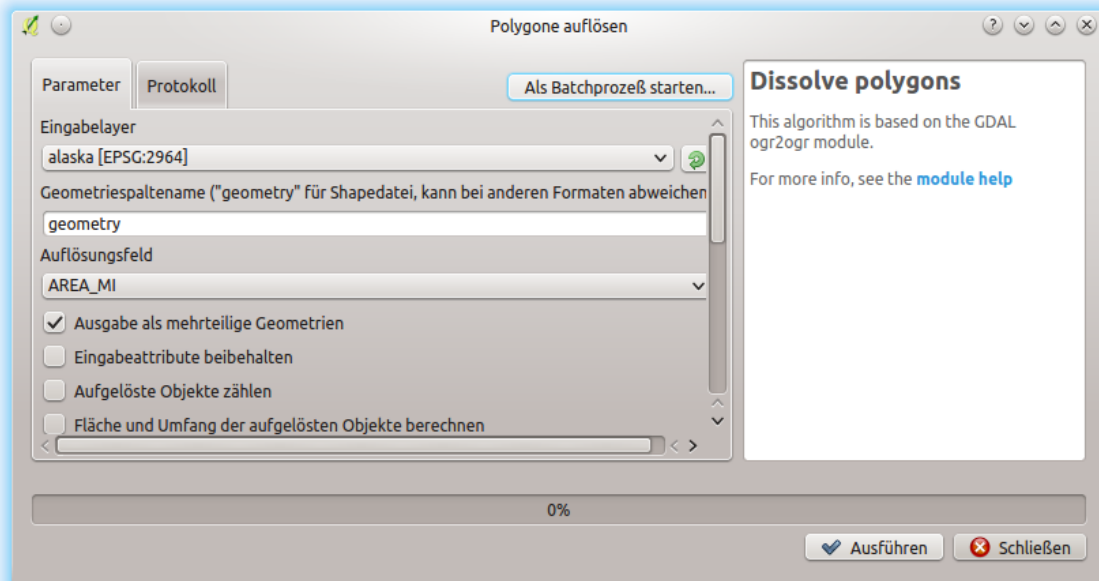 Polygone auflösen
Parameter
Protokoll
Als Batchprozeß starten...
Eingabelayer
alaska [EPSG:2964]
Geometriespaltename ("geometry" für Shapedatei, kann bei anderen Formaten abweichen
geometry
Auflösungsfeld
AREA_MI
Ausgabe als mehrteilige Geometrien
Eingabeattribute beibehalten
Aufgelöste Objekte zählen
Fläche und Umfang der aufgelösten Objekte berechnen
Dissolve polygons
This algorithm is based on the GDAL
ogr2ogr module.
For more info, see the module help
0%
Ausführen
Schließen